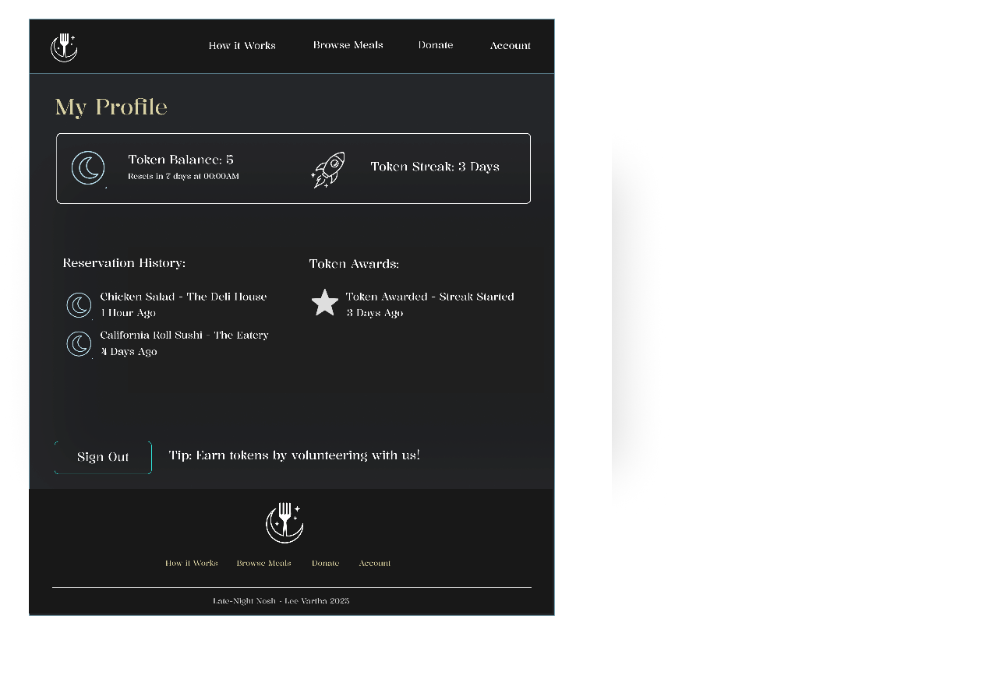 How it Works Browse Meals Donate Account
My Profile
Token Balance: 5
Resets in 7 days at 00:00AM
Token Streak: 3 Days
Reservation History:
Chicken Salad - The Deli House
1 Hour Ago
California Roll Sushi - The Eatery
4 Days Ago
Token Awards:
Token Awarded - Streak Started
3 Days Ago
Sign Out
Tip: Earn tokens by volunteering with us!
How it Works Browse Meals Donate Account
Late-Night Nosh - Lee Vartha 2025